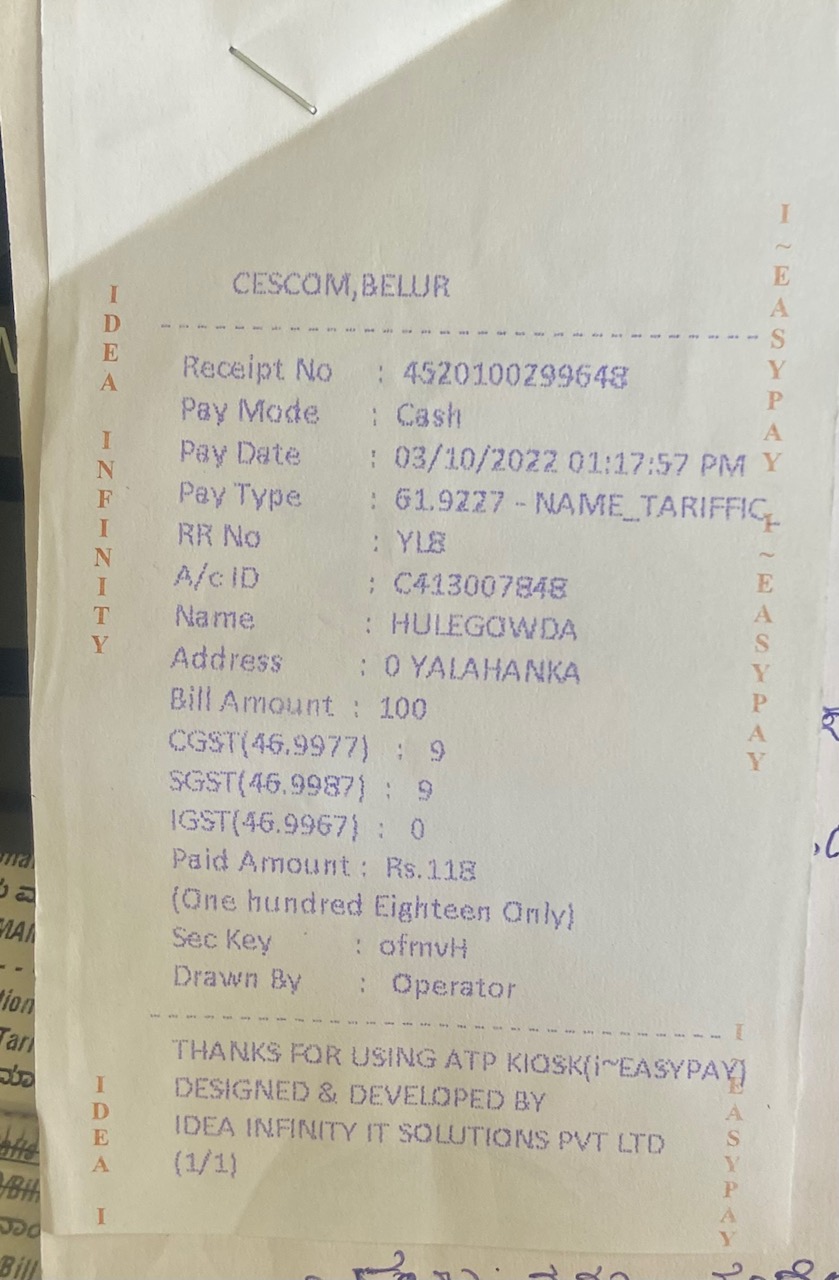 CESCOM,BELUR
Receipt No : 4520100299648
Pay Mode : Cash
Pay Date : 03/10/2022 01:17:57 PM
Pay Type : 61.9227 - NAME_TARIFFIC_
RR No : YL8
A/c ID : C413007848
Name : HULEGOWDA
Address : 0 YALAHANKA
Bill Amount : 100
CGST(46.9977) : 9
SGST(46.9987) : 9
IGST(46.9967) : 0
Paid Amount : Rs.118
(One hundred Eighteen Only)
Sec Key : ofmvH
Drawn By : Operator
THANKS FOR USING ATP KIOSK(i~EASYPAY)
DESIGNED & DEVELOPED BY
IDEA INFINITY IT SOLUTIONS PVT LTD
(1/1)
IDEA INFINITY
IDEA I
I~EASYPAY
I~EASYPAY
I EASYPAY